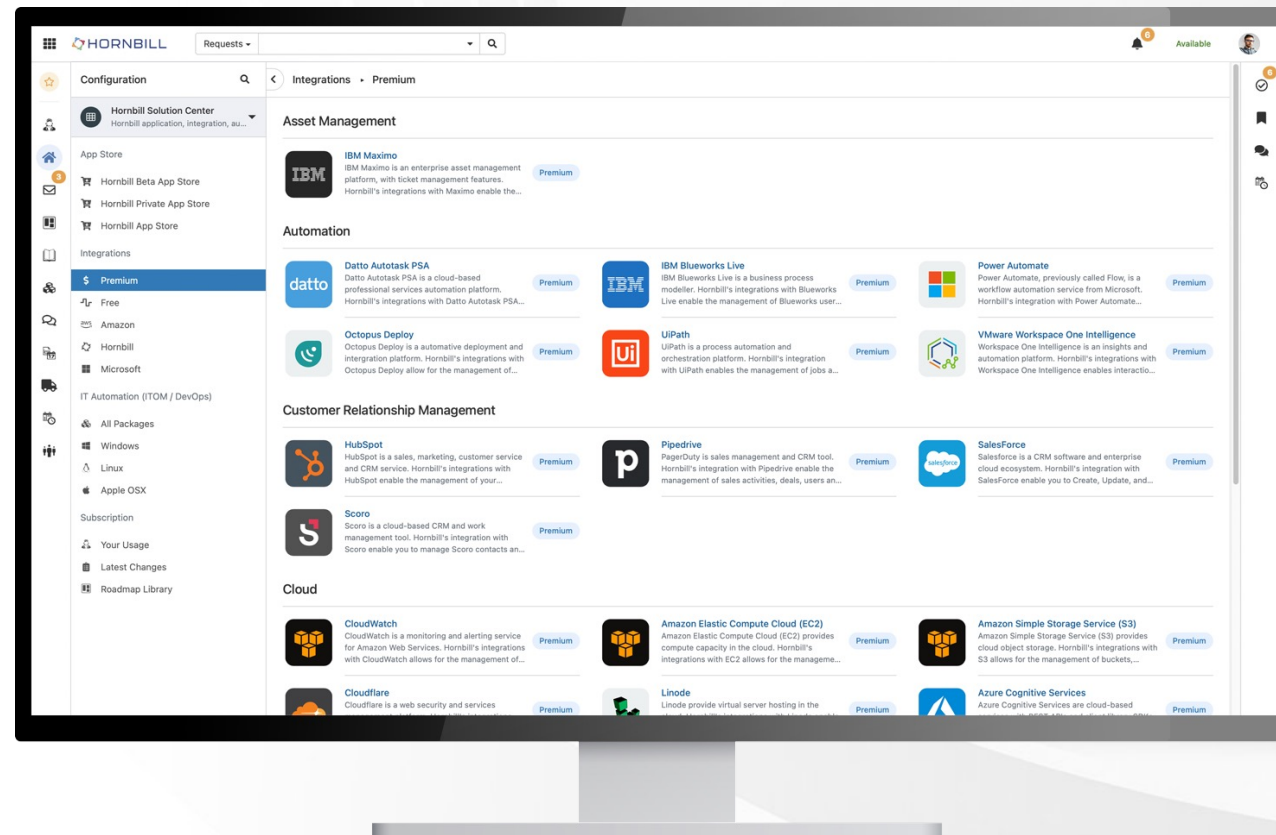 HORNBILL
Requests
6
Available
6
3
Configuration
Hornbill Solution Center
Hornbill application, integration, au...
App Store
Hornbill Beta App Store
Hornbill Private App Store
Hornbill App Store
Integrations
$ Premium
Free
Amazon
Hornbill
Microsoft
IT Automation (ITOM / DevOps)
All Packages
Windows
Linux
Apple OSX
Subscription
Your Usage
Latest Changes
Roadmap Library
Integrations ▸ Premium
Asset Management
IBM
IBM Maximo
IBM Maximo is an enterprise asset management
platform, with ticket management features.
Hornbill's integrations with Maximo enable the...
Premium
Automation
datto
Datto Autotask PSA
Datto Autotask PSA is a cloud-based
professional services automation platform.
Hornbill's integrations with Datto Autotask PSA...
Premium
IBM
IBM Blueworks Live
IBM Blueworks Live is a business process
modeller. Hornbill's integrations with Blueworks
Live enable the management of Blueworks user...
Premium
Power Automate
Power Automate, previously called Flow, is a
workflow automation service from Microsoft.
Hornbill's integration with Power Automate...
Premium
Octopus Deploy
Octopus Deploy is a automative deployment and
intergration platform. Hornbill's integrations with
Octopus Deploy allow for the management of...
Premium
Ui
UiPath
UiPath is a process automation and
orchestration platform. Hornbill's integration
with UiPath enables the management of jobs a...
Premium
VMware Workspace One Intelligence
Workspace One Intelligence is an insights and
automation platform. Hornbill's integrations with
Workspace One Intelligence enables interactio...
Premium
Customer Relationship Management
HubSpot
HubSpot is a sales, marketing, customer service
and CRM service. Hornbill's integrations with
HubSpot enable the management of your...
Premium
p
Pipedrive
PagerDuty is sales management and CRM tool.
Hornbill's integration with Pipedrive enable the
management of sales activities, deals, users an...
Premium
salesforce
SalesForce
Salesforce is a CRM software and enterprise
cloud ecosystem. Hornbill's integration with
SalesForce enable you to Create, Update, and...
Premium
Scoro
Scoro is a cloud-based CRM and work
management tool. Hornbill's integration with
Scoro enable you to manage Scoro contacts an...
Premium
Cloud
CloudWatch
CloudWatch is a monitoring and alerting service
for Amazon Web Services. Hornbill's integrations
with CloudWatch allows for the management of...
Premium
Amazon Elastic Compute Cloud (EC2)
Amazon Elastic Compute Cloud (EC2) provides
compute capacity in the cloud. Hornbill's
integrations with EC2 allows for the manageme...
Premium
Amazon Simple Storage Service (S3)
Amazon Simple Storage Service (S3) provides
cloud object storage. Hornbill's integrations with
S3 allows for the management of buckets,...
Premium
Cloudflare
Cloudflare is a web security and services
Premium
Linode
Linode provide virtual server hosting in the
Premium
Azure Cognitive Services
Azure Cognitive Services are cloud-based
Premium